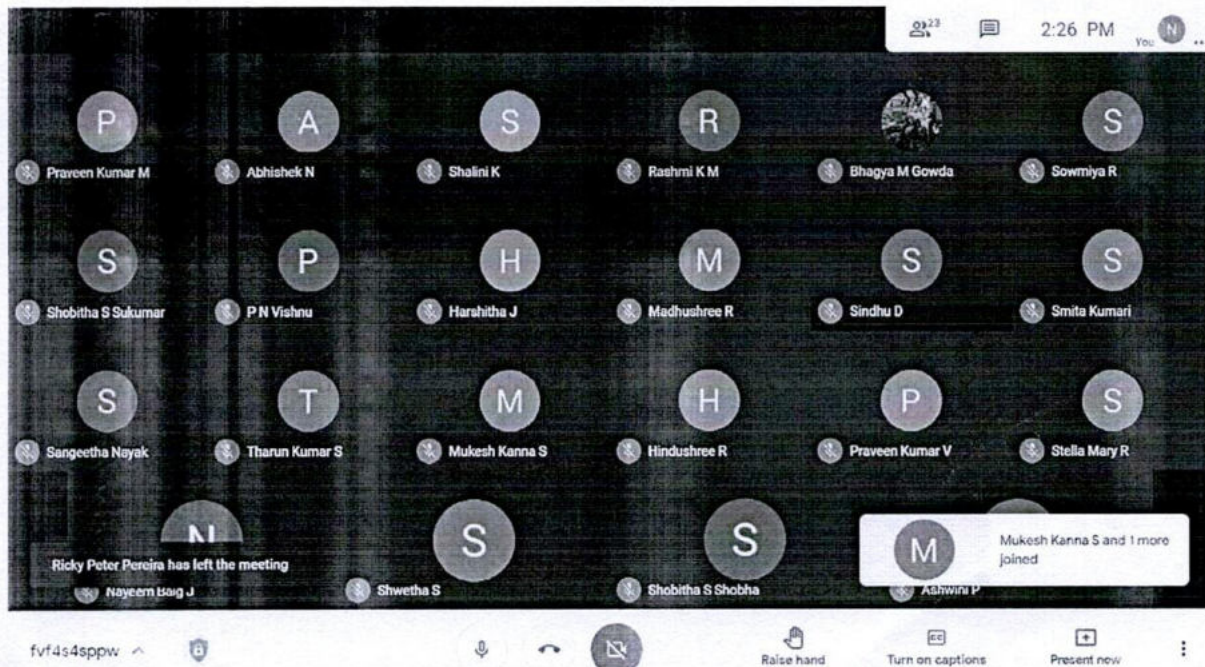 23 2:26 PM You N
P A S R S
Praveen Kumar M Abhishek N Shalini K Rashmi K M Bhagya M Gowda Sowmiya R
S P H M S S
Shobitha S Sukumar P N Vishnu Harshitha J Madhushree R Sindhu D Smita Kumari
S T M H P S
Sangeetha Nayak Tharun Kumar S Mukesh Kanna S Hindushree R Praveen Kumar V Stella Mary R
N S S M Mukesh Kanna S and 1 more
joined
Ricky Peter Pereira has left the meeting
Nayeem Baig J Shwetha S Shobitha S Shobha Ashwini P
fvf4s4sppw Raise hand CC Turn on captions Present now